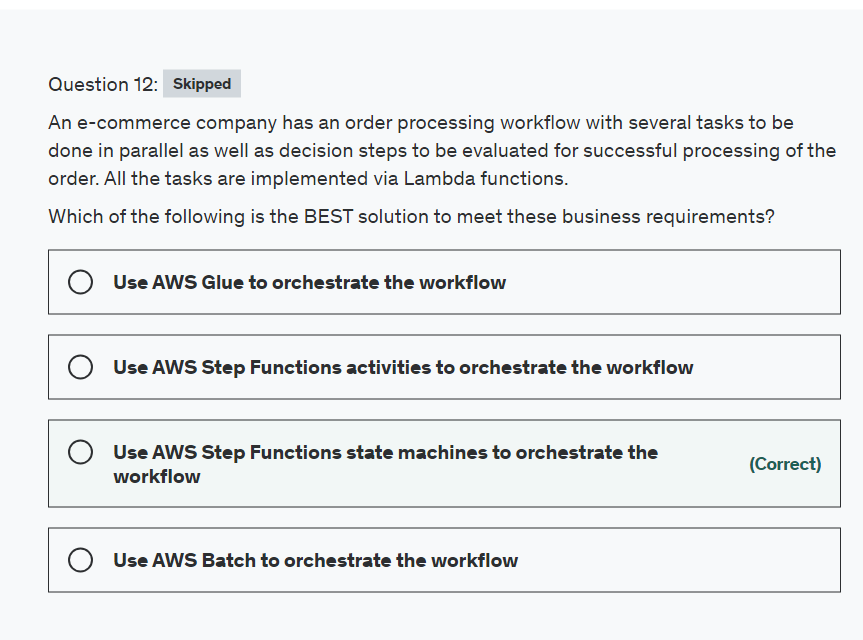 Question 12: Skipped
An e-commerce company has an order processing workflow with several tasks to be
done in parallel as well as decision steps to be evaluated for successful processing of the
order. All the tasks are implemented via Lambda functions.
Which of the following is the BEST solution to meet these business requirements?
Use AWS Glue to orchestrate the workflow
Use AWS Step Functions activities to orchestrate the workflow
Use AWS Step Functions state machines to orchestrate the
workflow
(Correct)
Use AWS Batch to orchestrate the workflow